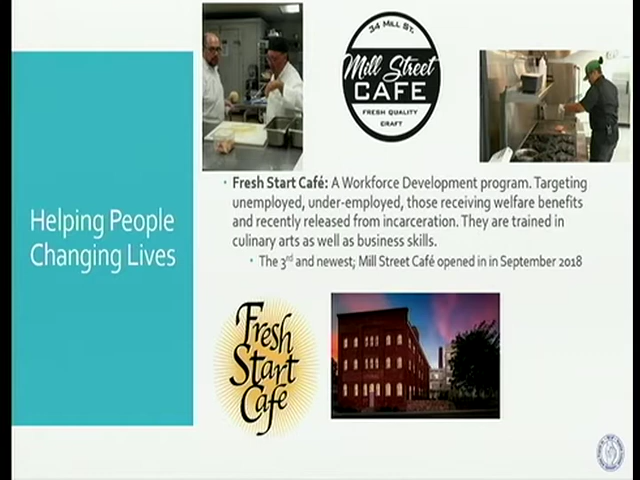 34 MILL ST.
Mill Street
CAFE
FRESH QUALITY
CRAFT
Helping People
Changing Lives
• Fresh Start Café: A Workforce Development program. Targeting
unemployed, under-employed, those receiving welfare benefits
and recently released from incarceration. They are trained in
culinary arts as well as business skills.
• The 3rd and newest; Mill Street Café opened in in September 2018
Fresh
Start
Cafe